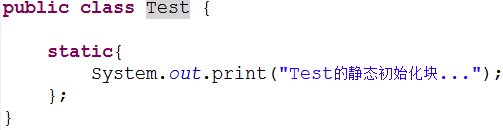 public class Test {
static{
System.out.print("Test的静态初始化块...");
};
}